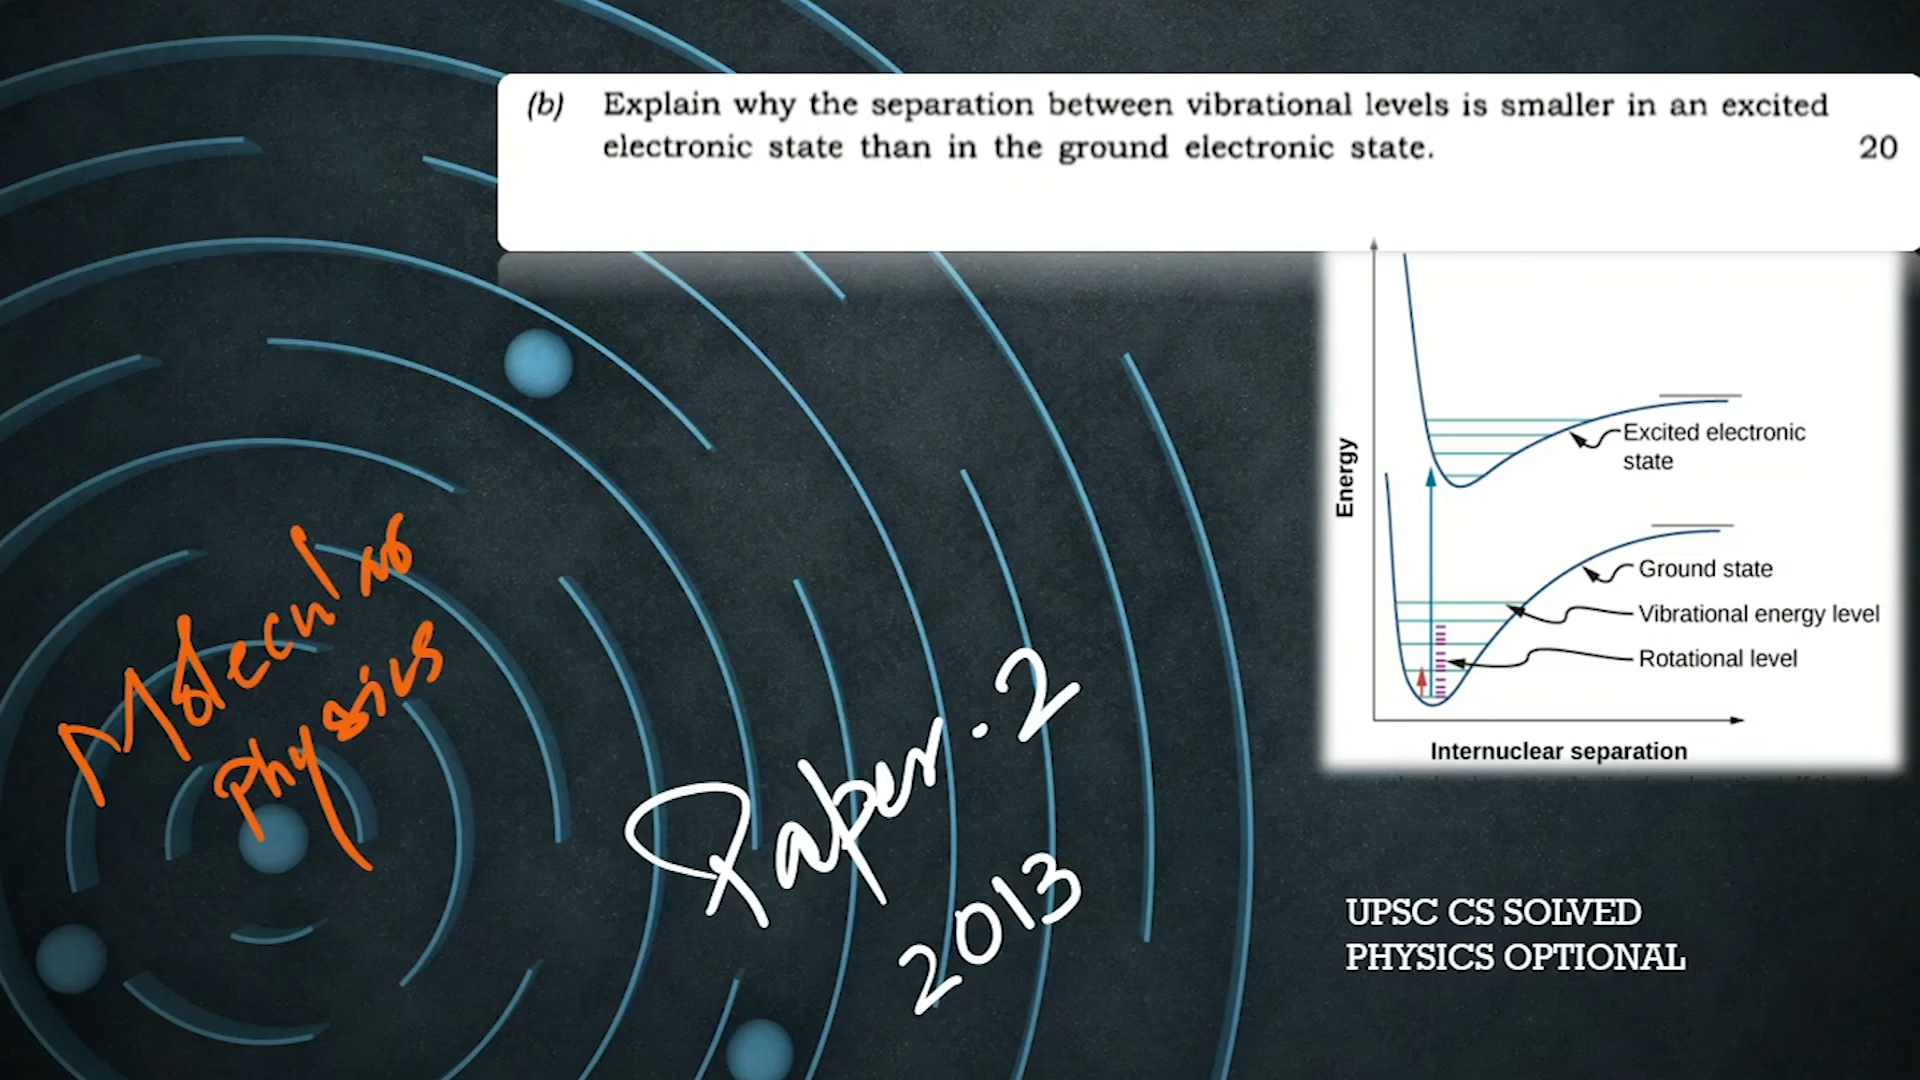 (b) Explain why the separation between vibrational levels is smaller in an excited
electronic state than in the ground electronic state. 20
Energy
Excited electronic
state
Ground state
Vibrational energy level
Rotational level
Internuclear separation
Molecular
Physics
Paper-2
2013
UPSC CS SOLVED
PHYSICS OPTIONAL